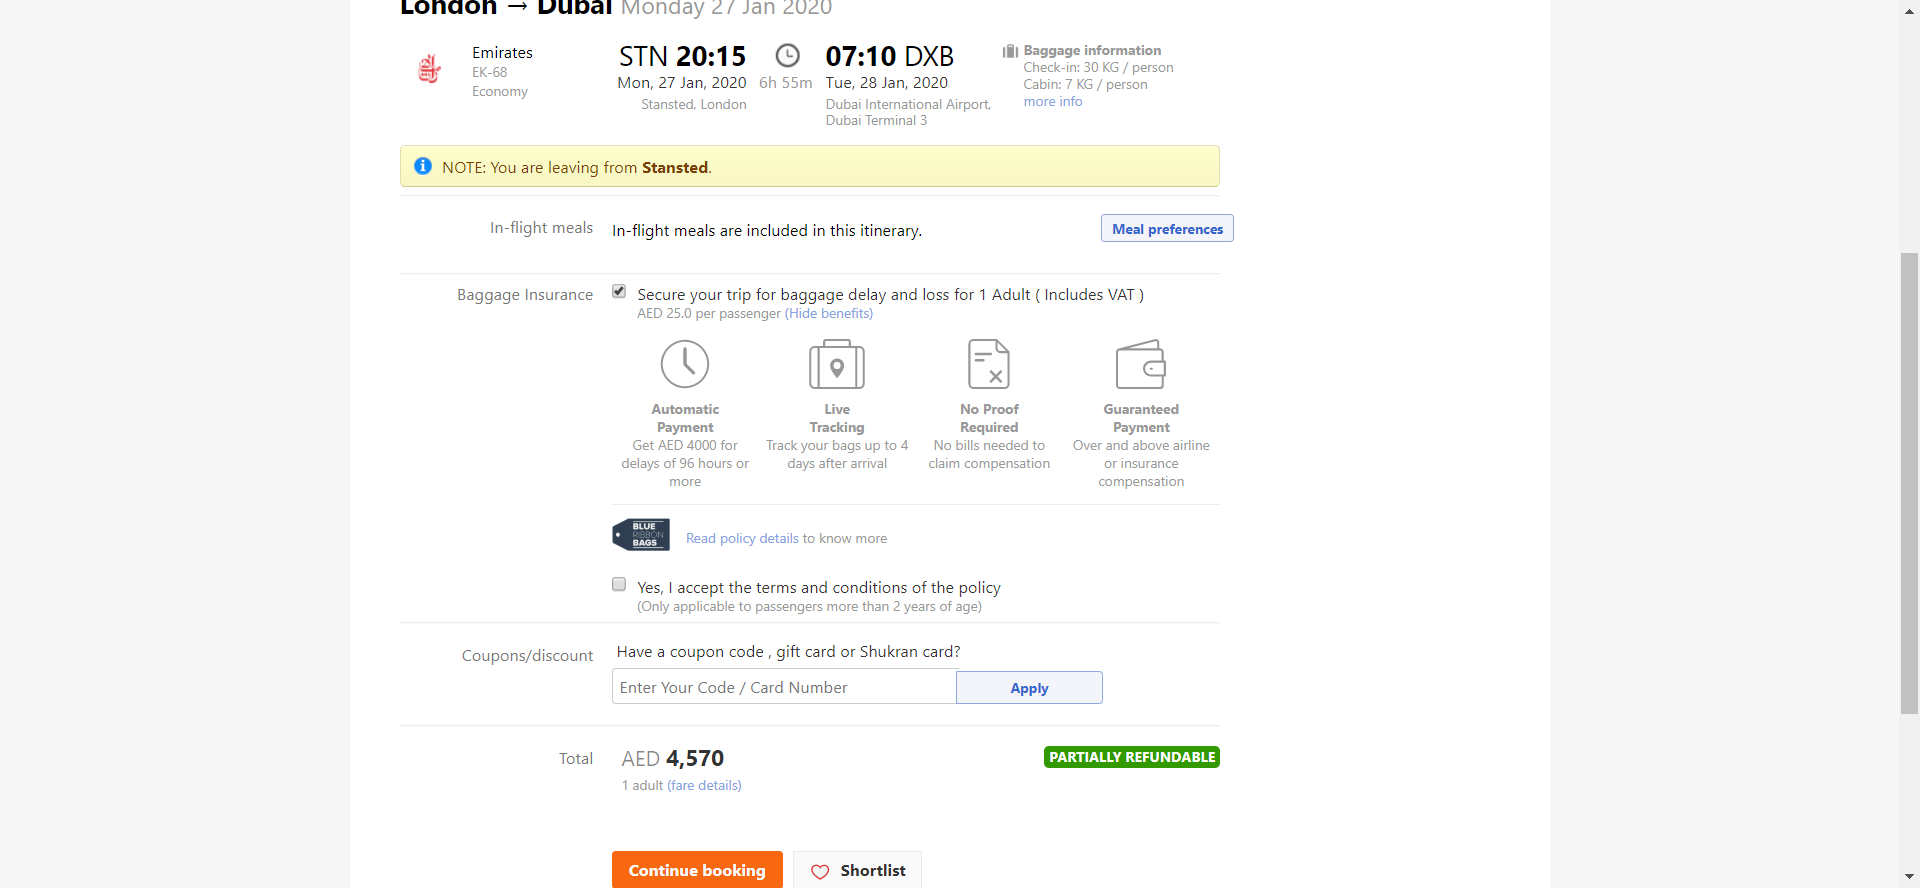 London → Dubai Monday 27 Jan 2020
Emirates
EK-68
Economy
STN 20:15
Mon, 27 Jan, 2020
Stansted, London
6h 55m
07:10 DXB
Tue, 28 Jan, 2020
Dubai International Airport,
Dubai Terminal 3
Baggage information
Check-in: 30 KG / person
Cabin: 7 KG / person
more info
NOTE: You are leaving from Stansted.
In-flight meals
In-flight meals are included in this itinerary.
Meal preferences
Baggage Insurance
Secure your trip for baggage delay and loss for 1 Adult ( Includes VAT )
AED 25.0 per passenger (Hide benefits)
Automatic
Payment
Get AED 4000 for
delays of 96 hours or
more
Live
Tracking
Track your bags up to 4
days after arrival
No Proof
Required
No bills needed to
claim compensation
Guaranteed
Payment
Over and above airline
or insurance
compensation
BLUE
RIBBON
BAGS
Read policy details to know more
Yes, I accept the terms and conditions of the policy
(Only applicable to passengers more than 2 years of age)
Coupons/discount
Have a coupon code , gift card or Shukran card?
Enter Your Code / Card Number
Apply
Total
AED 4,570
1 adult (fare details)
PARTIALLY REFUNDABLE
Continue booking
Shortlist